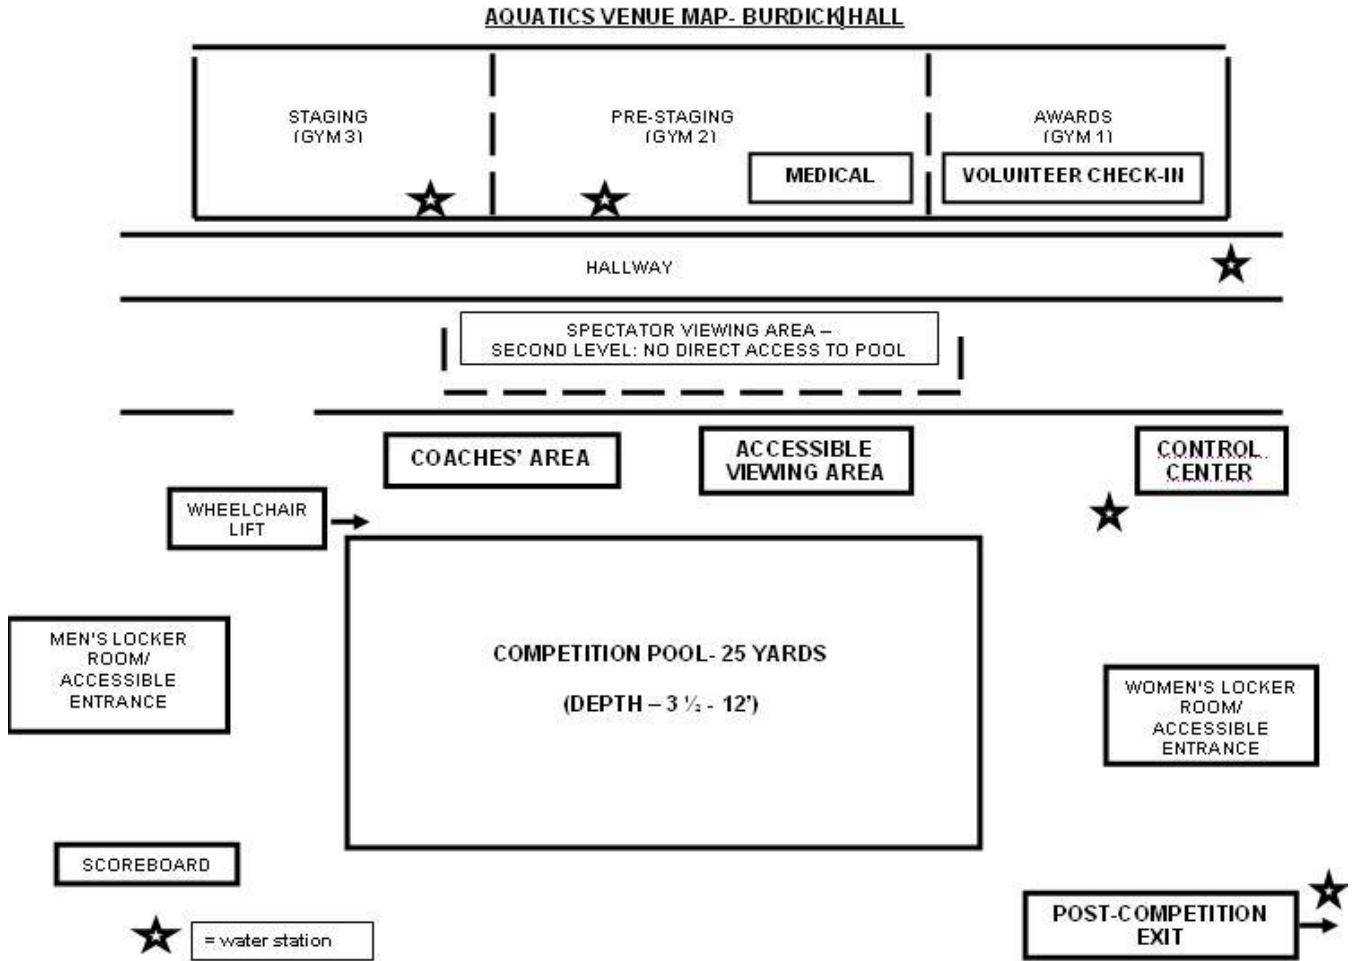 AQUATICS VENUE MAP- BURDICK HALL
STAGING
(GYM 3)
PRE-STAGING
(GYM 2)
AWARDS
(GYM 1)
MEDICAL
VOLUNTEER CHECK-IN
HALLWAY
SPECTATOR VIEWING AREA –
SECOND LEVEL: NO DIRECT ACCESS TO POOL
COACHES' AREA
ACCESSIBLE
VIEWING AREA
CONTROL
CENTER
WHEELCHAIR
LIFT
MEN'S LOCKER
ROOM/
ACCESSIBLE
ENTRANCE
COMPETITION POOL- 25 YARDS
(DEPTH – 3 ½ - 12')
WOMEN'S LOCKER
ROOM/
ACCESSIBLE
ENTRANCE
SCOREBOARD
POST-COMPETITION
EXIT
= water station